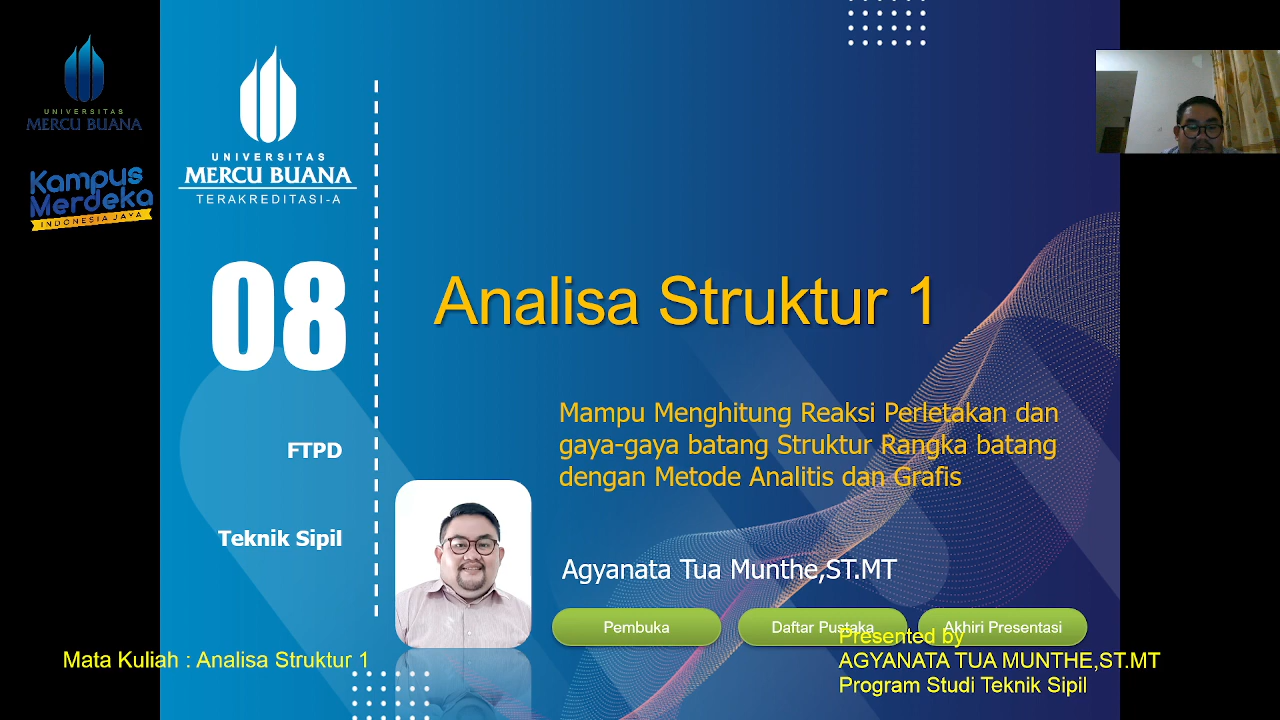 UNIVERSITAS
MERCU BUANA
Kampus
Merdeka
INDONESIA JAYA
UNIVERSITAS
MERCU BUANA
TERAKREDITASI-A
08
FTPD
Teknik Sipil
Analisa Struktur 1
Mampu Menghitung Reaksi Perletakan dan
gaya-gaya batang Struktur Rangka batang
dengan Metode Analitis dan Grafis
Agyanata Tua Munthe,ST.MT
Pembuka
Daftar Pustaka
Akhiri Presentasi
Mata Kuliah : Analisa Struktur 1
Presented by
AGYANATA TUA MUNTHE,ST.MT
Program Studi Teknik Sipil